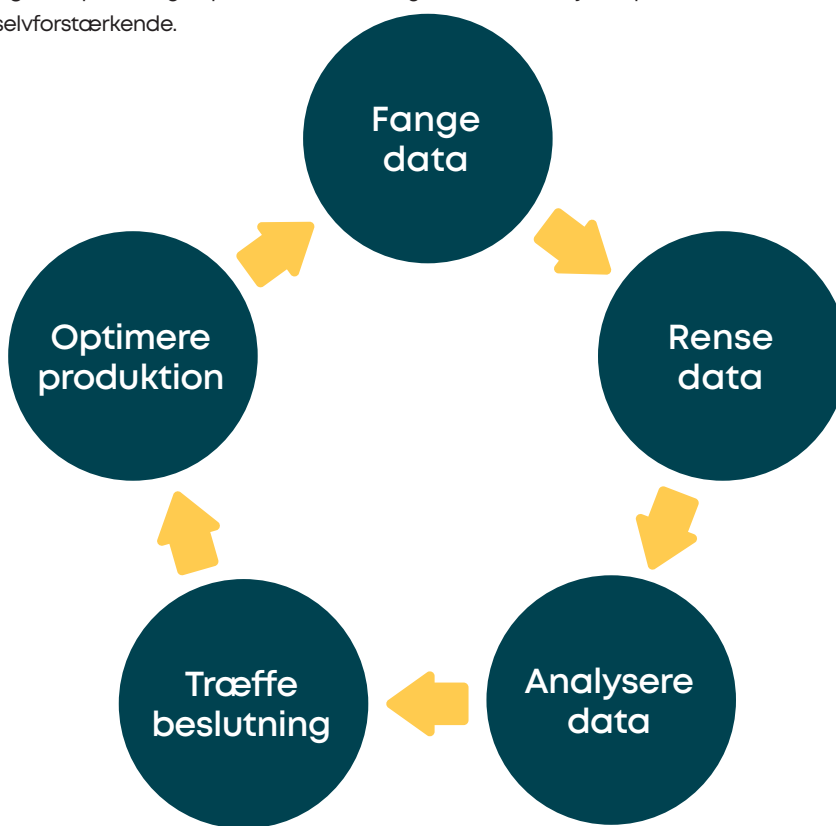 selvforstærkende.
Fange
data
Rense
data
Analysere
data
Træffe
beslutning
Optimere
produktion